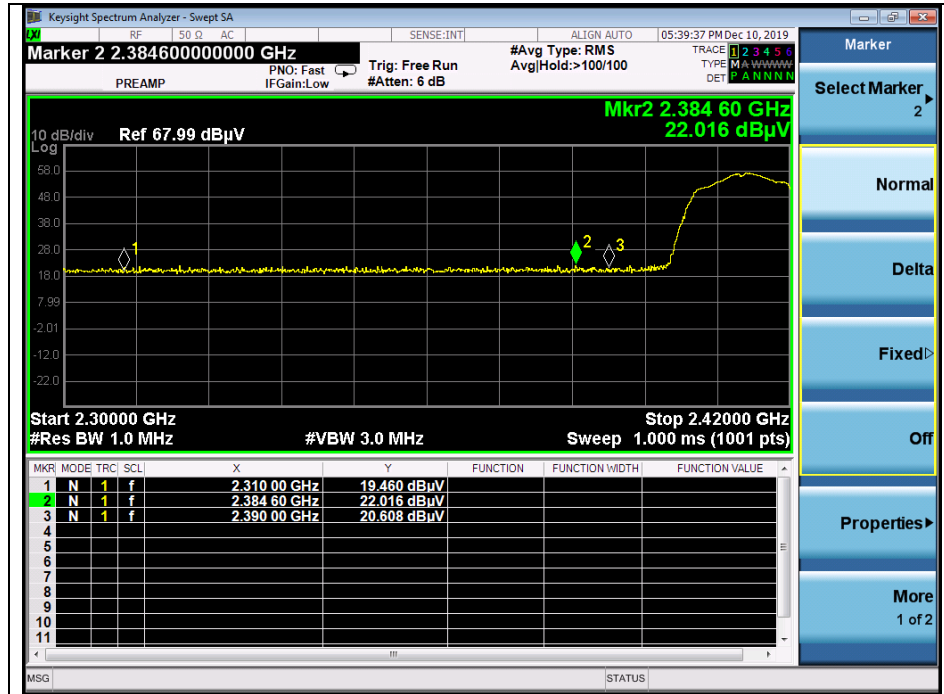 Keysight Spectrum Analyzer - Swept SA
LXI RF 50 Ω AC SENSE:INT ALIGN AUTO 05:39:37 PM Dec 10, 2019
Marker 2 2.384600000000 GHz
PREAMP
PNO: Fast
IFGain:Low
Trig: Free Run
#Atten: 6 dB
#Avg Type: RMS
Avg|Hold:>100/100
TRACE 1 2 3 4 5 6
TYPE M A W W W W W
DET P A N N N N
Mkr2 2.384 60 GHz
22.016 dBµV
10 dB/div Ref 67.99 dBµV
Log
58.0
48.0
38.0
28.0
18.0
7.99
-2.01
-12.0
-22.0
1
2
3
Start 2.30000 GHz Stop 2.42000 GHz
#Res BW 1.0 MHz #VBW 3.0 MHz Sweep 1.000 ms (1001 pts)
MKR MODE TRC SCL X Y FUNCTION FUNCTION WIDTH FUNCTION VALUE
1 N 1 f 2.310 00 GHz 19.460 dBµV
2 N 1 f 2.384 60 GHz 22.016 dBµV
3 N 1 f 2.390 00 GHz 20.608 dBµV
4
5
6
7
8
9
10
11
MSG STATUS
Marker
Select Marker
2
Normal
Delta
Fixed
Off
Properties
More
1 of 2